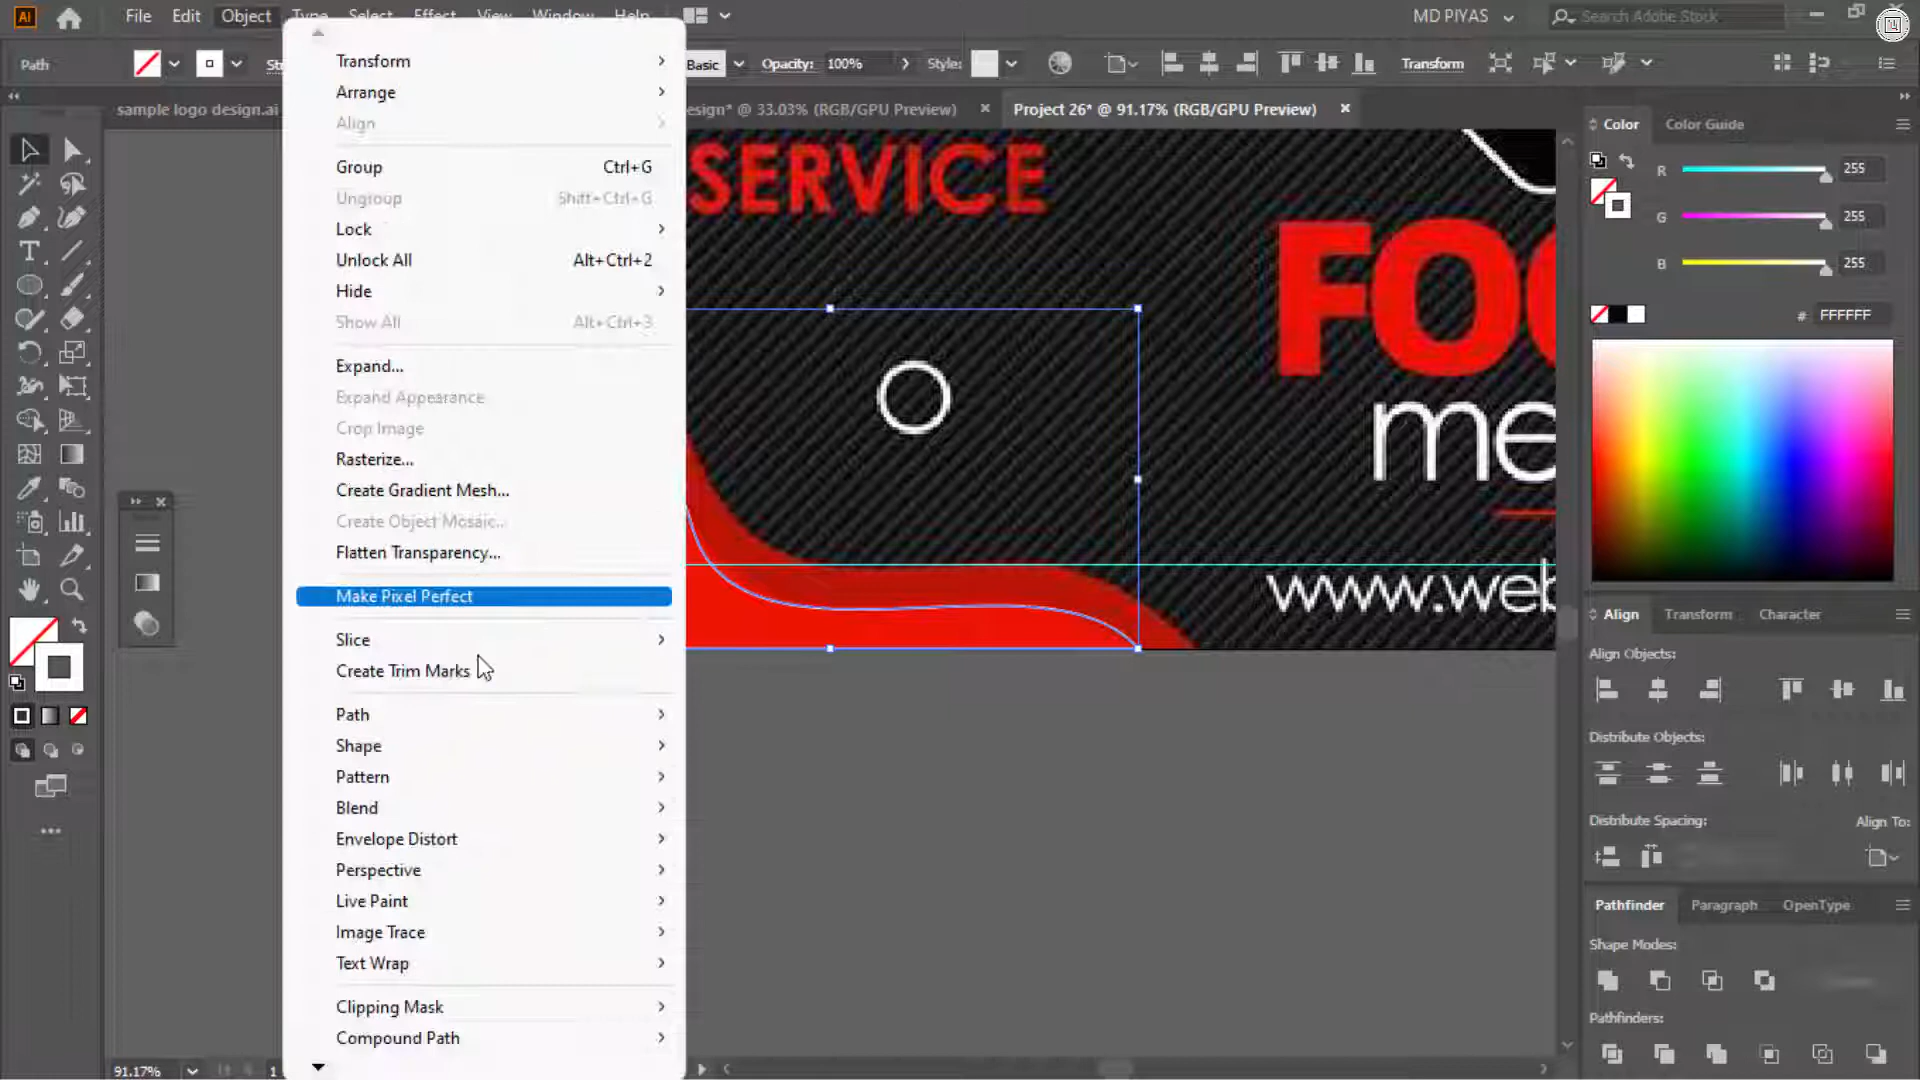 Ai File Edit Object Type Select Effect View Window Help MD PIYAS Search Adobe Stock
Path Basic Opacity: 100% Style: Transform
sample logo design.ai esign* @ 33.03% (RGB/GPU Preview) Project 26* @ 91.17% (RGB/GPU Preview)
Transform
Arrange
Align
Group Ctrl+G
Ungroup Shift+Ctrl+G
Lock
Unlock All Alt+Ctrl+2
Hide
Show All Alt+Ctrl+3
Expand...
Expand Appearance
Crop Image
Rasterize...
Create Gradient Mesh...
Create Object Mosaic...
Flatten Transparency...
Make Pixel Perfect
Slice
Create Trim Marks
Path
Shape
Pattern
Blend
Envelope Distort
Perspective
Live Paint
Image Trace
Text Wrap
Clipping Mask
Compound Path
SERVICE
FOO
me
www.web
Color Color Guide
R 255
G 255
B 255
# FFFFFF
Align Transform Character
Align Objects:
Distribute Objects:
Distribute Spacing: Align To:
Pathfinder Paragraph OpenType
Shape Modes:
Pathfinders:
91.17% 1